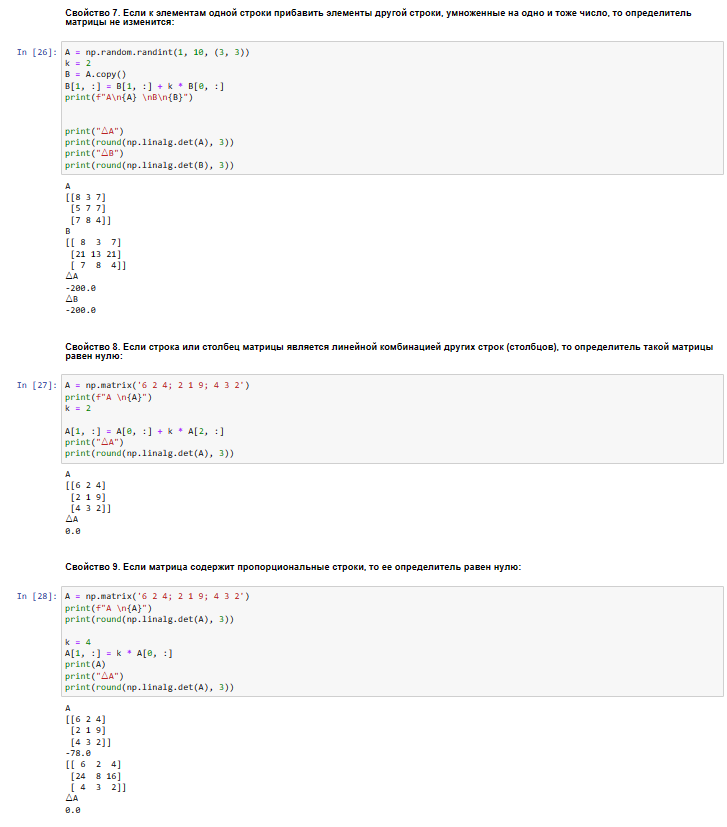 Свойство 7. Если к элементам одной строки прибавить элементы другой строки, умноженные на одно и тоже число, то определитель
матрицы не изменится:
In [26]: A = np.random.randint(1, 10, (3, 3))
k = 2
B = A.copy()
B[1, :] = B[1, :] + k * B[0, :]
print(f"A\n{A} \nB\n{B}")
print("△A")
print(round(np.linalg.det(A), 3))
print("△B")
print(round(np.linalg.det(B), 3))
A
[[8 3 7]
[5 7 7]
[7 8 4]]
B
[[ 8 3 7]
[21 13 21]
[ 7 8 4]]
△A
-200.0
△B
-200.0
Свойство 8. Если строка или столбец матрицы является линейной комбинацией других строк (столбцов), то определитель такой матрицы
равен нулю:
In [27]: A = np.matrix('6 2 4; 2 1 9; 4 3 2')
print(f"A \n{A}")
k = 2
A[1, :] = A[0, :] + k * A[2, :]
print("△A")
print(round(np.linalg.det(A), 3))
A
[[6 2 4]
[2 1 9]
[4 3 2]]
△A
0.0
Свойство 9. Если матрица содержит пропорциональные строки, то ее определитель равен нулю:
In [28]: A = np.matrix('6 2 4; 2 1 9; 4 3 2')
print(f"A \n{A}")
print(round(np.linalg.det(A), 3))
k = 4
A[1, :] = k * A[0, :]
print(A)
print("△A")
print(round(np.linalg.det(A), 3))
A
[[6 2 4]
[2 1 9]
[4 3 2]]
-78.0
[[ 6 2 4]
[24 8 16]
[ 4 3 2]]
△A
0.0